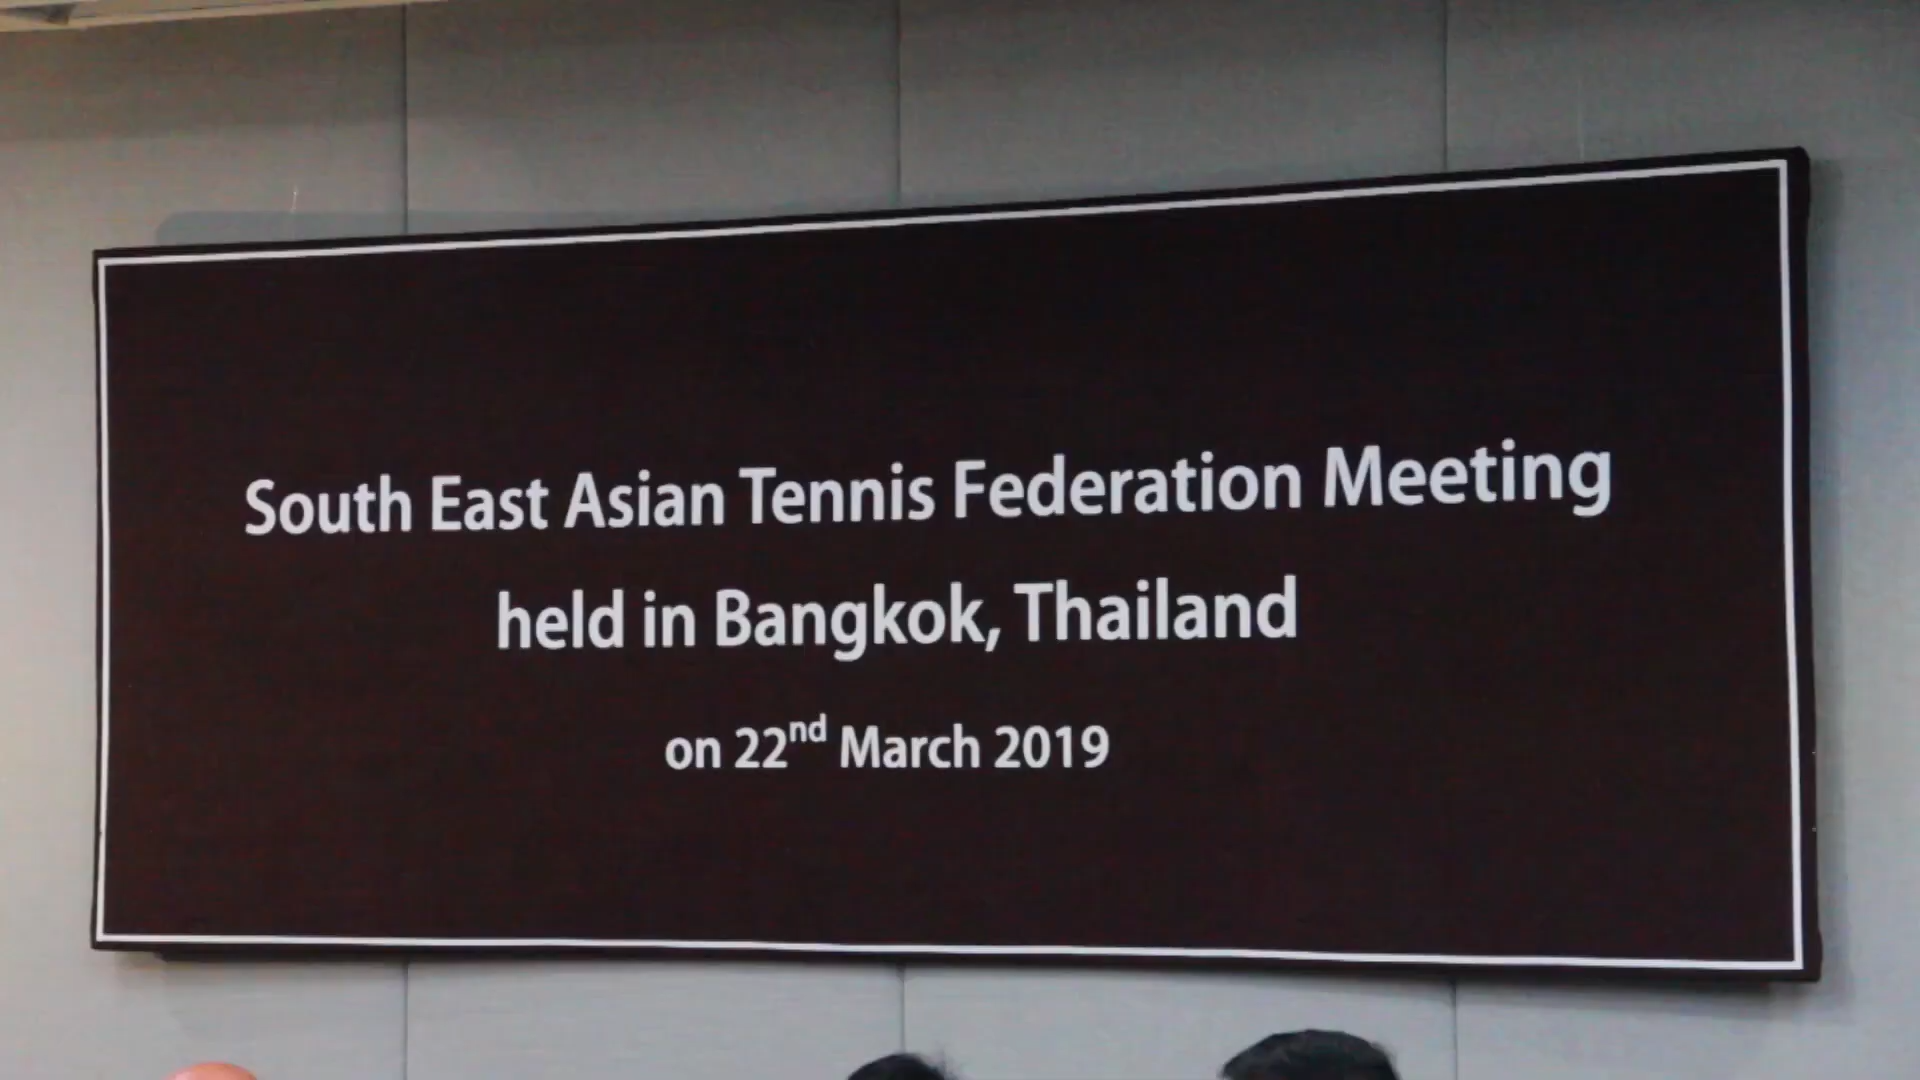 South East Asian Tennis Federation Meeting
held in Bangkok, Thailand
on 22nd March 2019